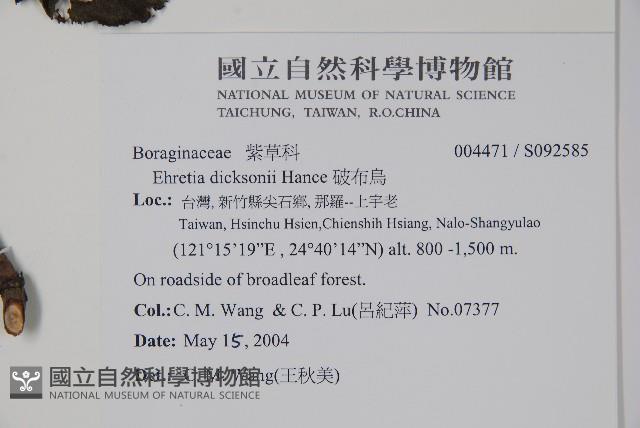 國立自然科學博物館
NATIONAL MUSEUM OF NATURAL SCIENCE
TAICHUNG, TAIWAN, R.O.CHINA
Boraginaceae 紫草科 004471 / S092585
Ehretia dicksonii Hance 破布烏
Loc.: 台灣, 新竹縣尖石鄉, 那羅--上宇老
Taiwan, Hsinchu Hsien,Chienshih Hsiang, Nalo-Shangyulao
(121°15’19”E , 24°40’14”N) alt. 800 -1,500 m.
On roadside of broadleaf forest.
Col.: C. M. Wang & C. P. Lu(呂紀萍) No.07377
Date: May 15, 2004
Wang(王秋美)
國立自然科學博物館
NATIONAL MUSEUM OF NATURAL SCIENCE